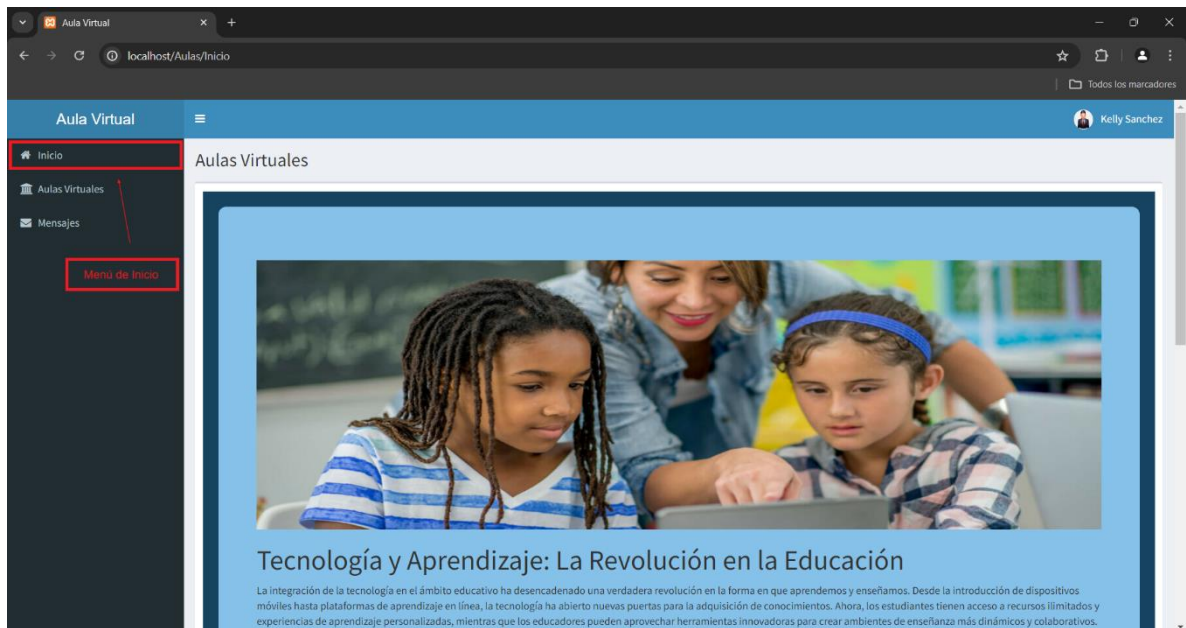 Aula Virtual
localhost/Aulas/Inicio
Todos los marcadores
Aula Virtual
Kelly Sanchez
Inicio
Aulas Virtuales
Mensajes
Menú de Inicio
Aulas Virtuales
Tecnología y Aprendizaje: La Revolución en la Educación
La integración de la tecnología en el ámbito educativo ha desencadenado una verdadera revolución en la forma en que aprendemos y enseñamos. Desde la introducción de dispositivos
móviles hasta plataformas de aprendizaje en línea, la tecnología ha abierto nuevas puertas para la adquisición de conocimientos. Ahora, los estudiantes tienen acceso a recursos ilimitados y
experiencias de aprendizaje personalizadas, mientras que los educadores pueden aprovechar herramientas innovadoras para crear ambientes de enseñanza más dinámicos y colaborativos.